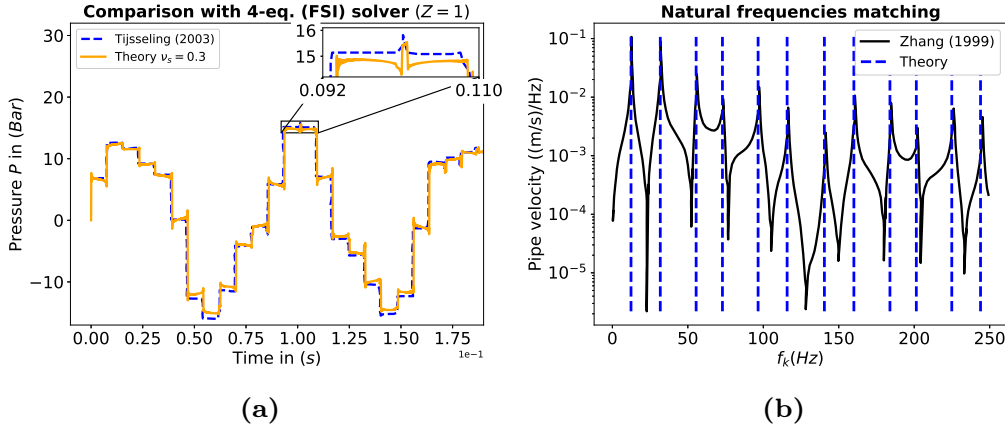 Comparison with 4-eq. (FSI) solver (Z = 1)
Tijsseling (2003)
Theory νs = 0.3
16
15
0.092
0.110
30
20
10
0
−10
Pressure P in (Bar)
0.00 0.25 0.50 0.75 1.00 1.25 1.50 1.75
1e−1
Time in (s)
(a)
Natural frequencies matching
Zhang (1999)
Theory
10⁻¹
10⁻²
10⁻³
10⁻⁴
10⁻⁵
Pipe velocity ((m/s)/Hz)
0 50 100 150 200 250
fk(Hz)
(b)